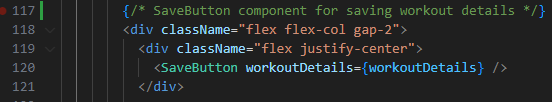 117 {/* SaveButton component for saving workout details */}
118 <div className="flex flex-col gap-2">
119 <div className="flex justify-center">
120 <SaveButton workoutDetails={workoutDetails} />
121 </div>